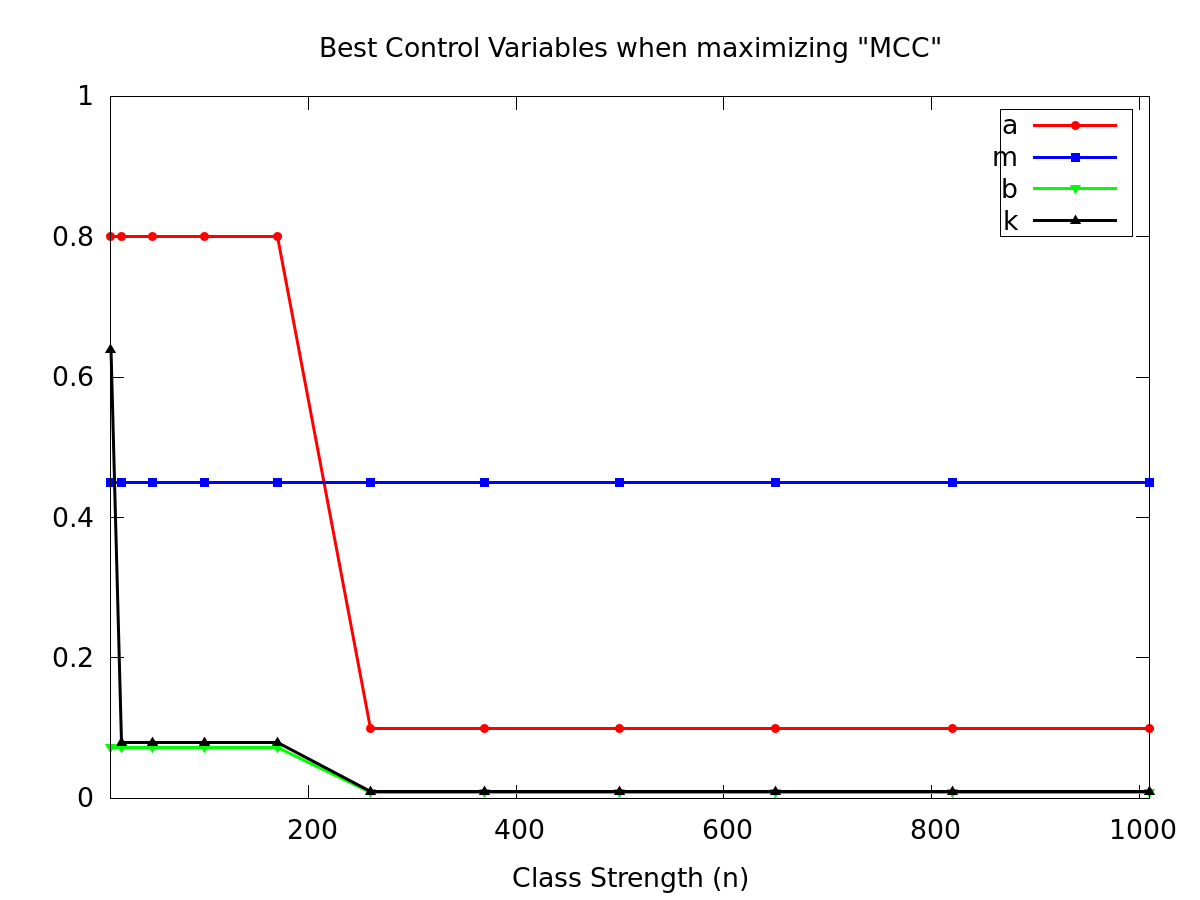 Best Control Variables when maximizing "MCC"
1
0.8
0.6
0.4
0.2
0
200 400 600 800 1000
Class Strength (n)
a
m
b
k